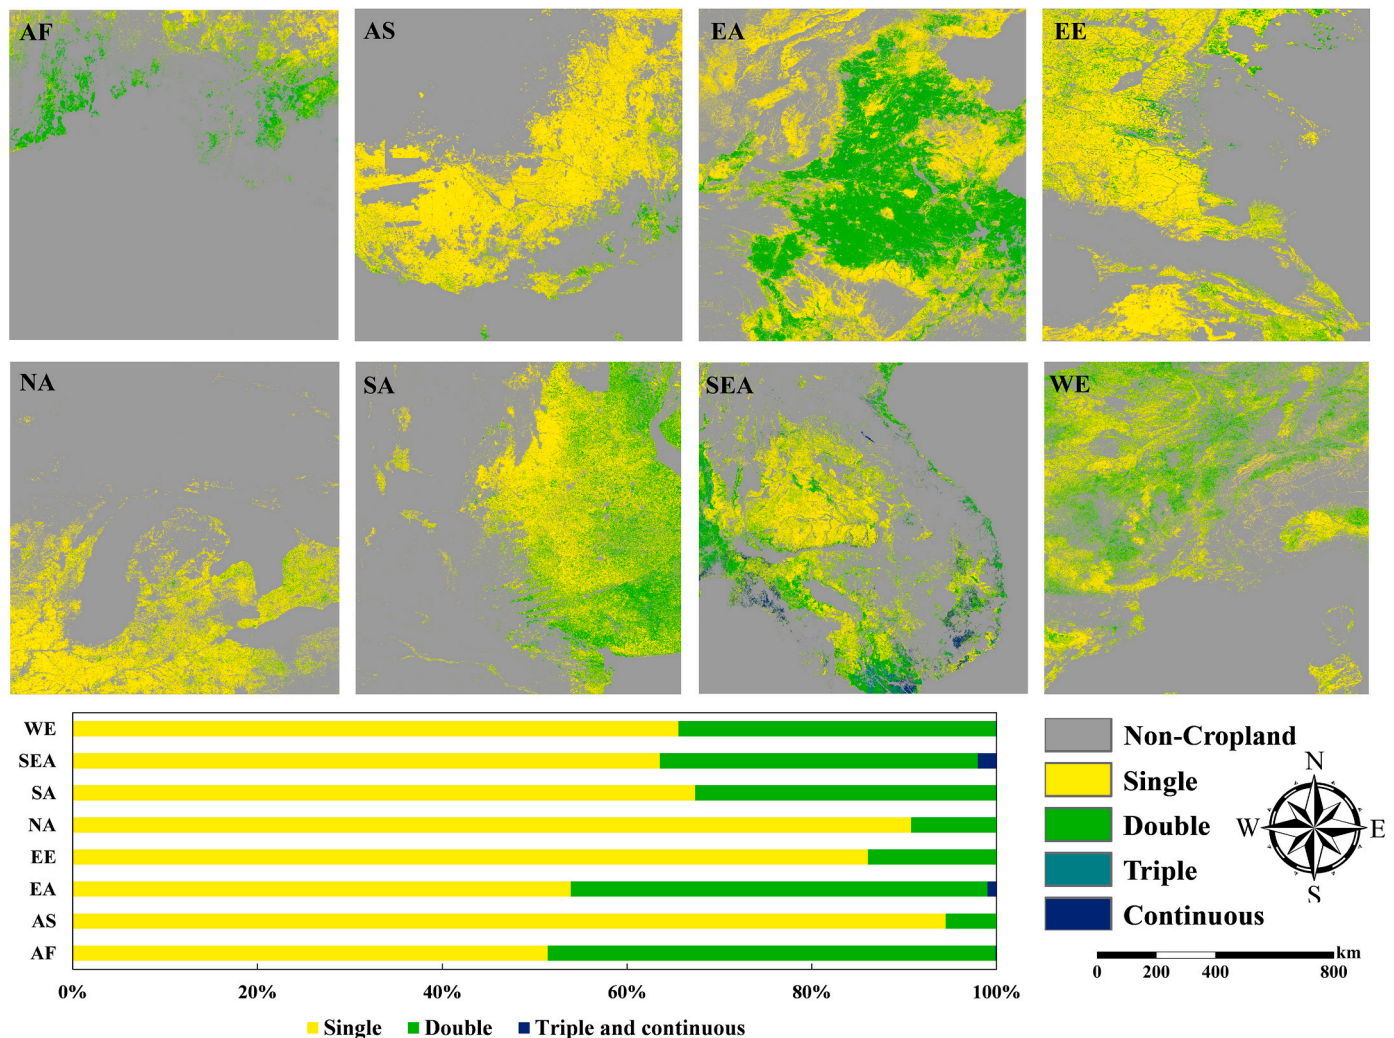 AF
AS
EA
EE
NA
SA
SEA
WE
WE
SEA
SA
NA
EE
EA
AS
AF
0%
20%
40%
60%
80%
100%
Single
Double
Triple and continuous
Non-Cropland
Single
Double
Triple
Continuous
N
W
E
S
km
0
200
400
800